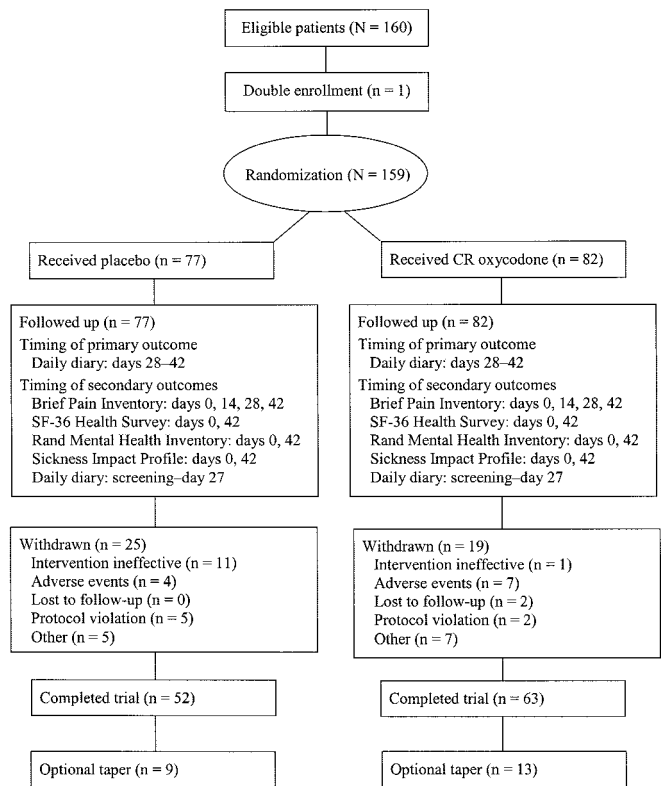 Eligible patients (N = 160)
Double enrollment (n = 1)
Randomization (N = 159)
Received placebo (n = 77)
Followed up (n = 77)
Timing of primary outcome
Daily diary: days 28–42
Timing of secondary outcomes
Brief Pain Inventory: days 0, 14, 28, 42
SF-36 Health Survey: days 0, 42
Rand Mental Health Inventory: days 0, 42
Sickness Impact Profile: days 0, 42
Daily diary: screening–day 27
Withdrawn (n = 25)
Intervention ineffective (n = 11)
Adverse events (n = 4)
Lost to follow-up (n = 0)
Protocol violation (n = 5)
Other (n = 5)
Completed trial (n = 52)
Optional taper (n = 9)
Received CR oxycodone (n = 82)
Followed up (n = 82)
Timing of primary outcome
Daily diary: days 28–42
Timing of secondary outcomes
Brief Pain Inventory: days 0, 14, 28, 42
SF-36 Health Survey: days 0, 42
Rand Mental Health Inventory: days 0, 42
Sickness Impact Profile: days 0, 42
Daily diary: screening–day 27
Withdrawn (n = 19)
Intervention ineffective (n = 1)
Adverse events (n = 7)
Lost to follow-up (n = 2)
Protocol violation (n = 2)
Other (n = 7)
Completed trial (n = 63)
Optional taper (n = 13)